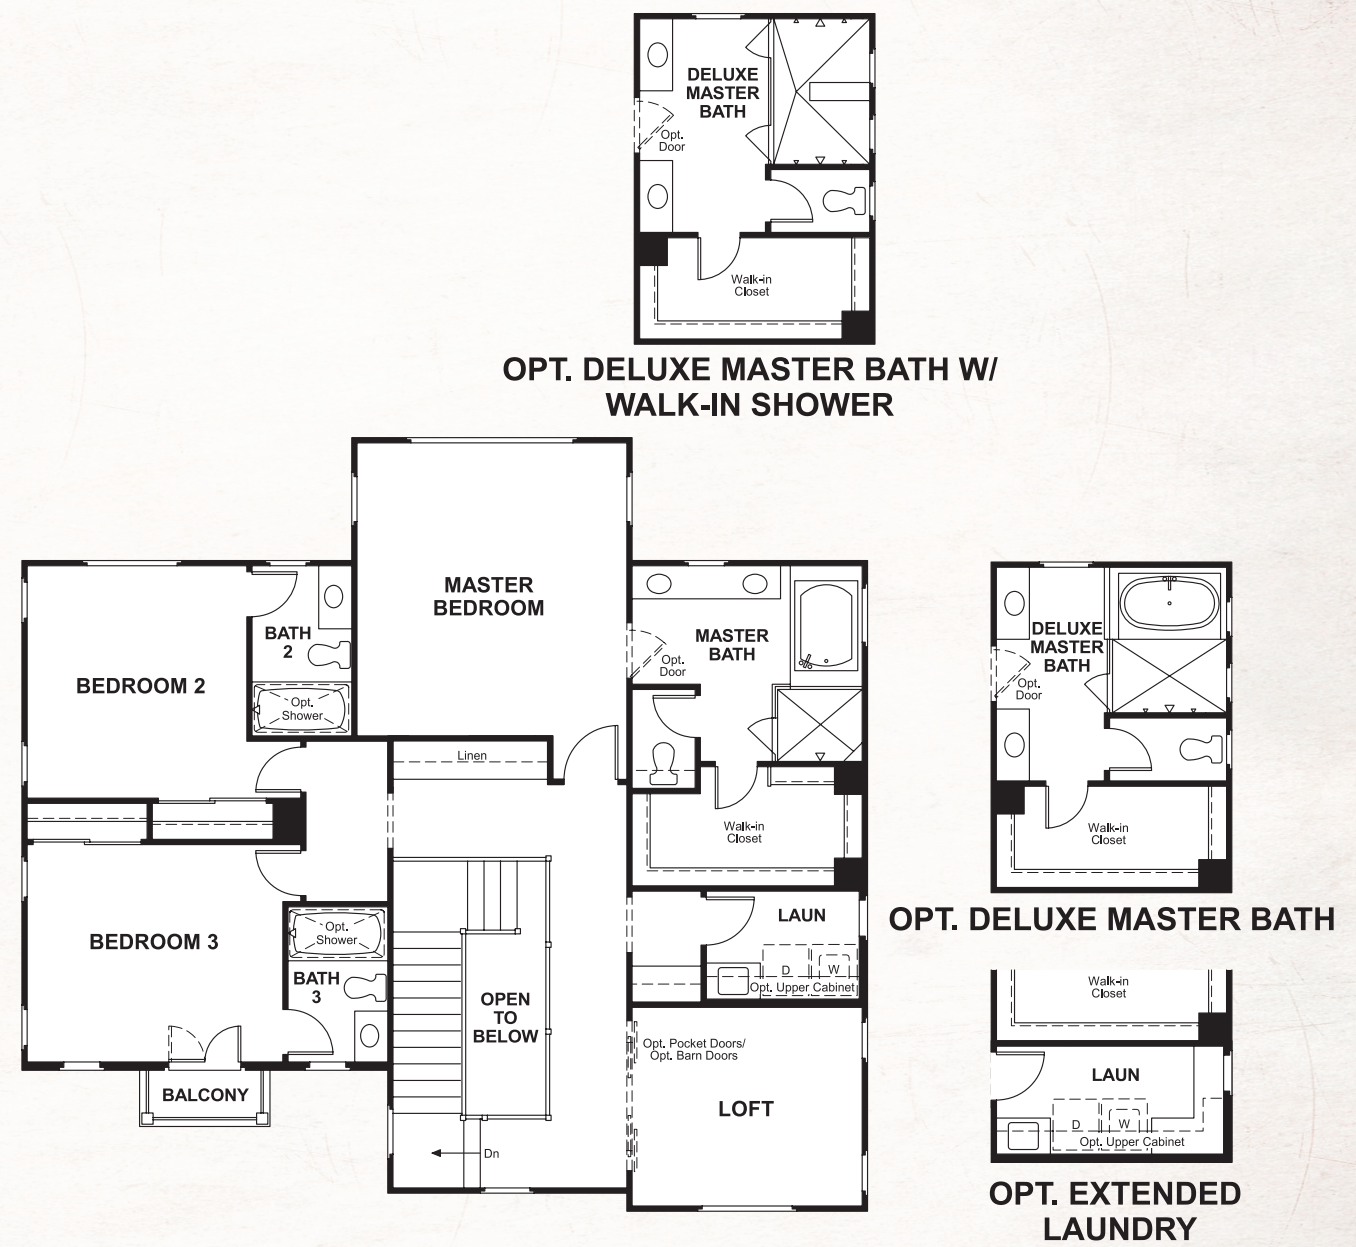 DELUXE
MASTER
BATH
Opt.
Door
Walk-in
Closet
OPT. DELUXE MASTER BATH W/
WALK-IN SHOWER
MASTER
BEDROOM
BATH
2
Opt.
Shower
BEDROOM 2
MASTER
BATH
Opt.
Door
Linen
Walk-in
Closet
DELUXE
MASTER
BATH
Opt.
Door
Walk-in
Closet
OPT. DELUXE MASTER BATH
BEDROOM 3
Opt.
Shower
BATH
3
BALCONY
OPEN
TO
BELOW
Dn
LAUN
D
W
Opt. Upper Cabinet
Opt. Pocket Doors/
Opt. Barn Doors
LOFT
Walk-in
Closet
LAUN
D
W
Opt. Upper Cabinet
OPT. EXTENDED
LAUNDRY